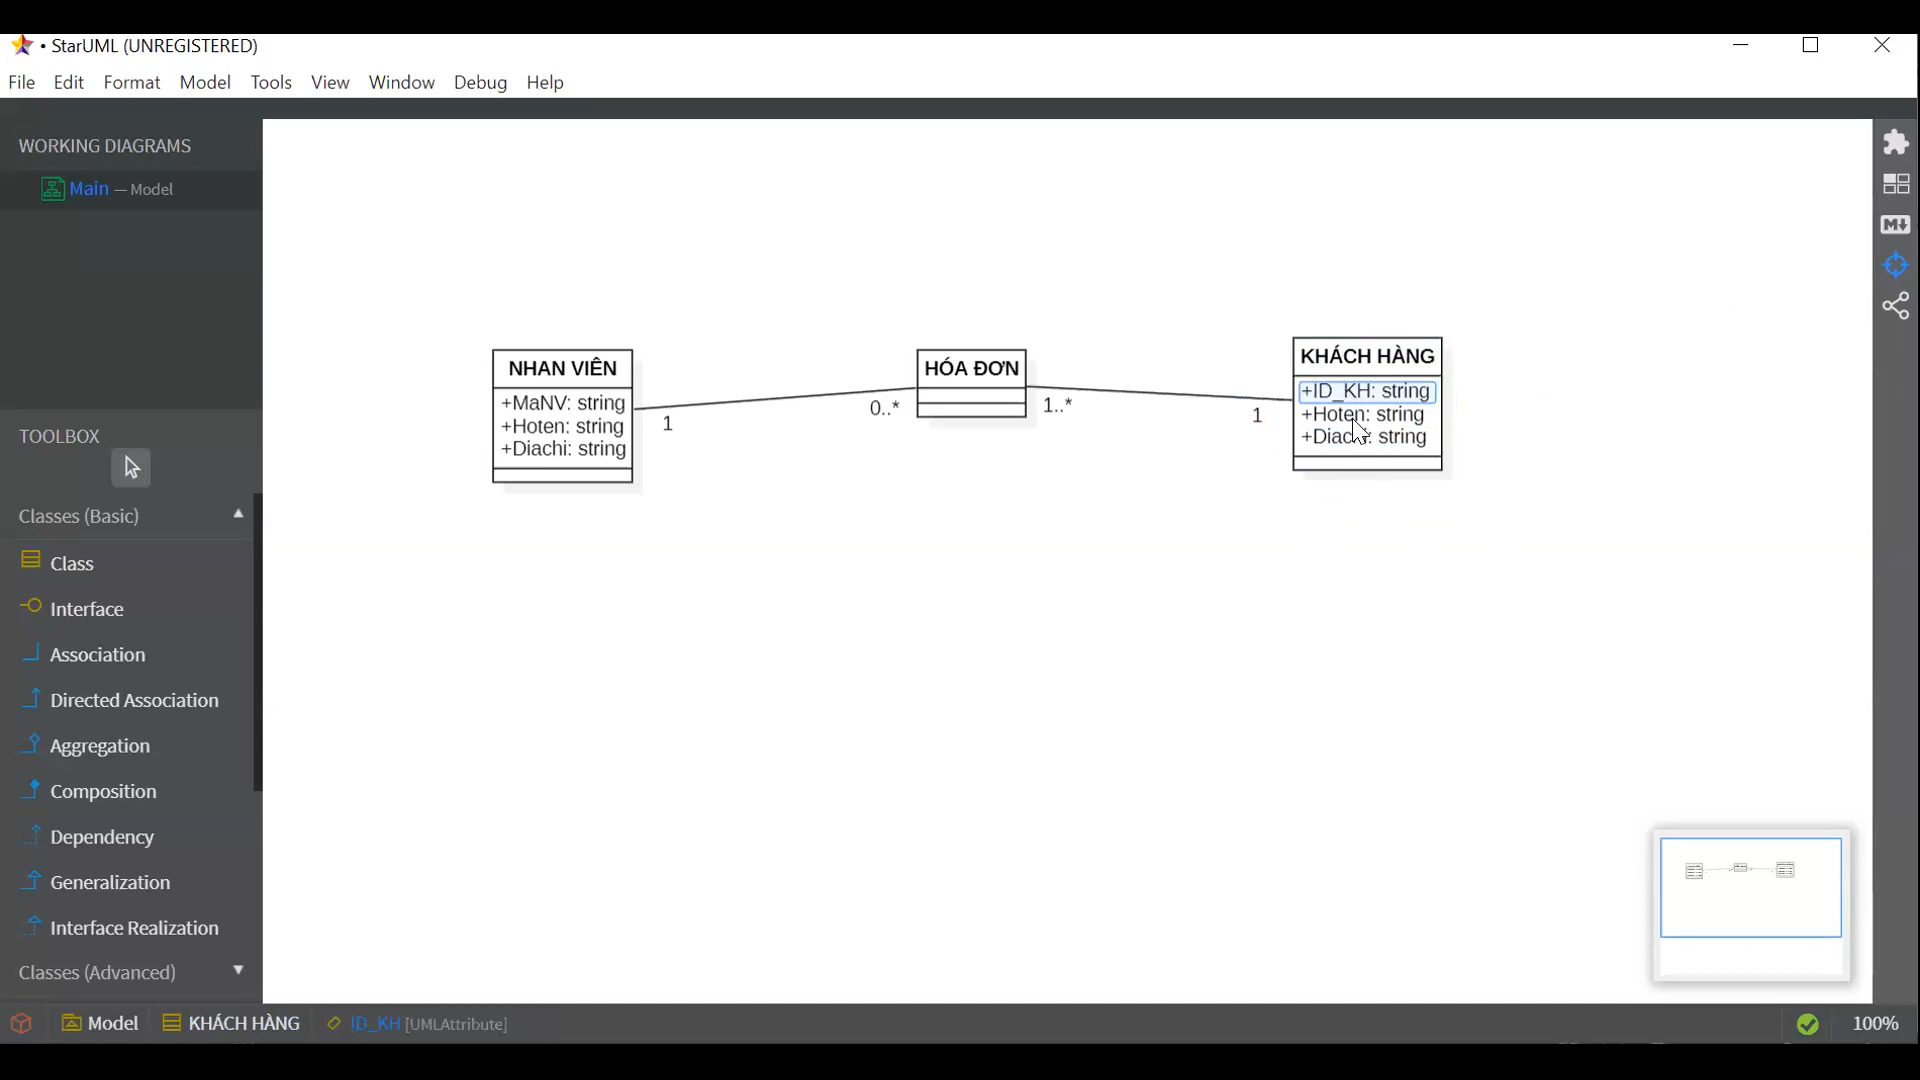 • StarUML (UNREGISTERED)
File Edit Format Model Tools View Window Debug Help
WORKING DIAGRAMS
Main — Model
TOOLBOX
Classes (Basic)
Class
Interface
Association
Directed Association
Aggregation
Composition
Dependency
Generalization
Interface Realization
Classes (Advanced)
NHAN VIÊN
+MaNV: string
+Hoten: string
+Diachi: string
1
0..*
HÓA ĐƠN
1..*
1
KHÁCH HÀNG
+ID_KH: string
+Hoten: string
+Diachi: string
M
Model KHÁCH HÀNG ID_KH [UMLAttribute]
100%